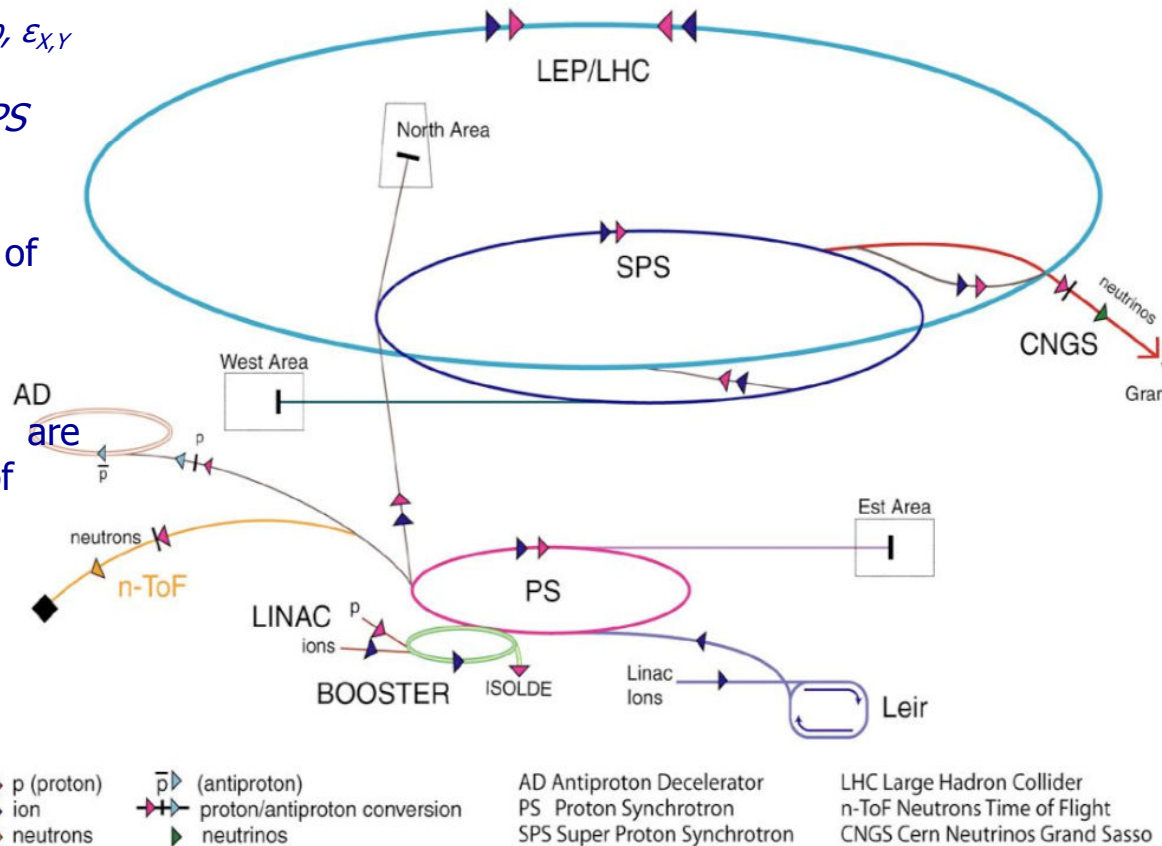 , ε X,Y
PS
of
are
of
LEP/LHC
North Area
SPS
neutrinos
CNGS
West Area
AD
p
p̅
neutrons
n-ToF
Est Area
PS
LINAC
p
ions
BOOSTER
ISOLDE
Linac
Ions
Leir
p (proton)
ion
neutrons
p̅ (antiproton)
proton/antiproton conversion
neutrinos
AD Antiproton Decelerator
PS Proton Synchrotron
SPS Super Proton Synchrotron
LHC Large Hadron Collider
n-ToF Neutrons Time of Flight
CNGS Cern Neutrinos Grand Sasso